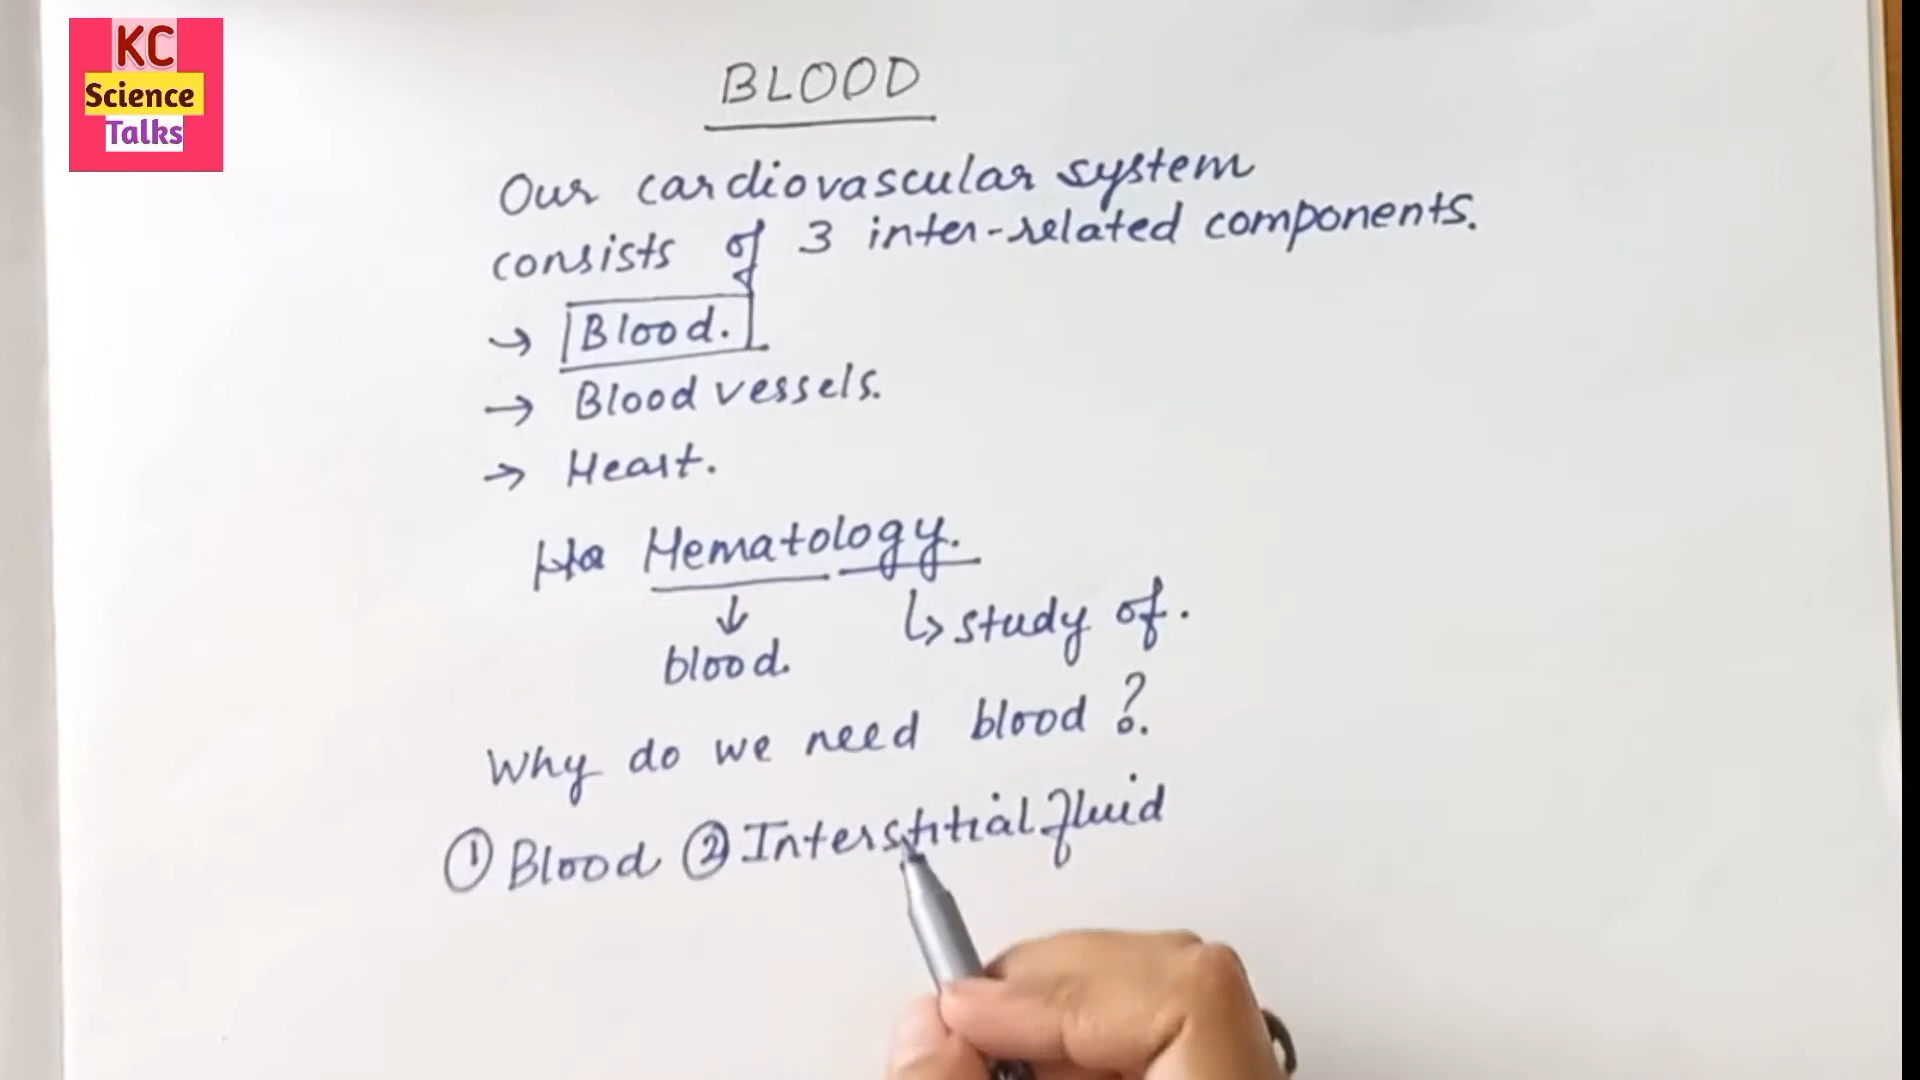 KC
Science
Talks
BLOOD
Our cardiovascular system
consists of 3 inter-related components.
→ Blood.
→ Blood vessels.
→ Heart.
Ha Hematology.
↓ ↳ study of.
blood.
Why do we need blood ?
① Blood ② Interstitial fluid